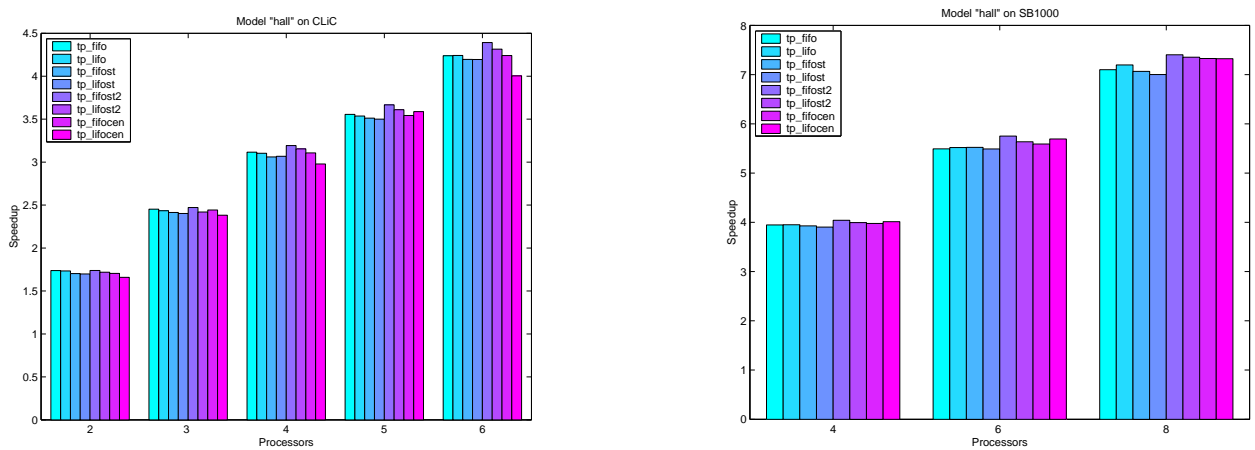 Model "hall" on CLiC
4.5
4
3.5
3
2.5
2
1.5
1
0.5
0
Speedup
tp_fifo
tp_lifo
tp_fifost
tp_lifost
tp_fifost2
tp_lifost2
tp_fifocen
tp_lifocen
2
3
4
5
6
Processors
Model "hall" on SB1000
8
7
6
5
4
3
2
1
0
Speedup
tp_fifo
tp_lifo
tp_fifost
tp_lifost
tp_fifost2
tp_lifost2
tp_fifocen
tp_lifocen
4
6
8
Processors